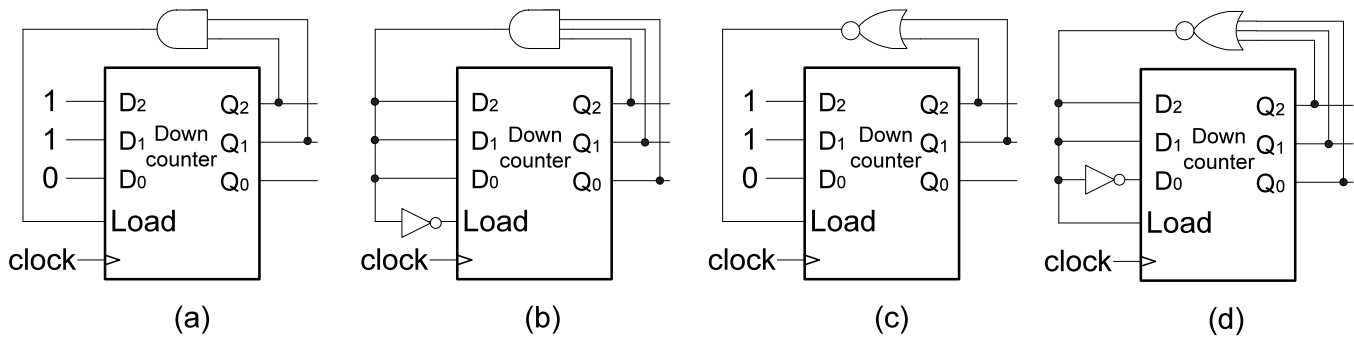 1 D2 Q2
1 D1 Down counter Q1
0 D0 Q0
Load
clock
(a)
D2 Q2
D1 Down counter Q1
D0 Q0
Load
clock
(b)
1 D2 Q2
1 D1 Down counter Q1
0 D0 Q0
Load
clock
(c)
D2 Q2
D1 Down counter Q1
D0 Q0
Load
clock
(d)